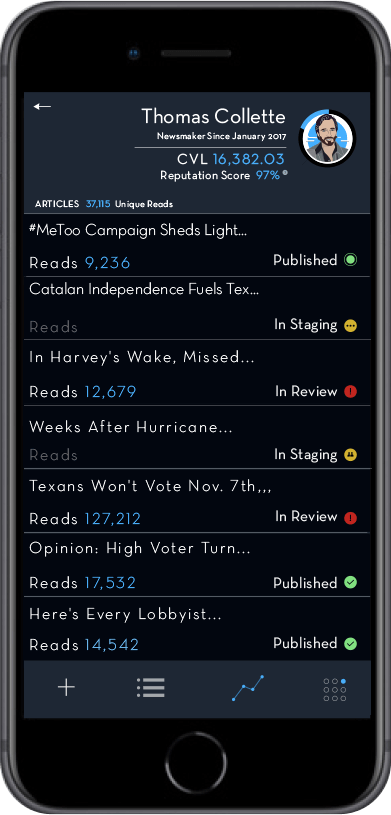 Thomas Collette
Newsmaker Since January 2017
CVL 16,382.03
Reputation Score 97%
ARTICLES 37,115 Unique Reads
#MeToo Campaign Sheds Light...
Reads 9,236 Published
Catalan Independence Fuels Tex...
Reads In Staging
In Harvey's Wake, Missed...
Reads 12,679 In Review
Weeks After Hurricane...
Reads In Staging
Texans Won't Vote Nov. 7th,,,
Reads 127,212 In Review
Opinion: High Voter Turn...
Reads 17,532 Published
Here's Every Lobbyist...
Reads 14,542 Published